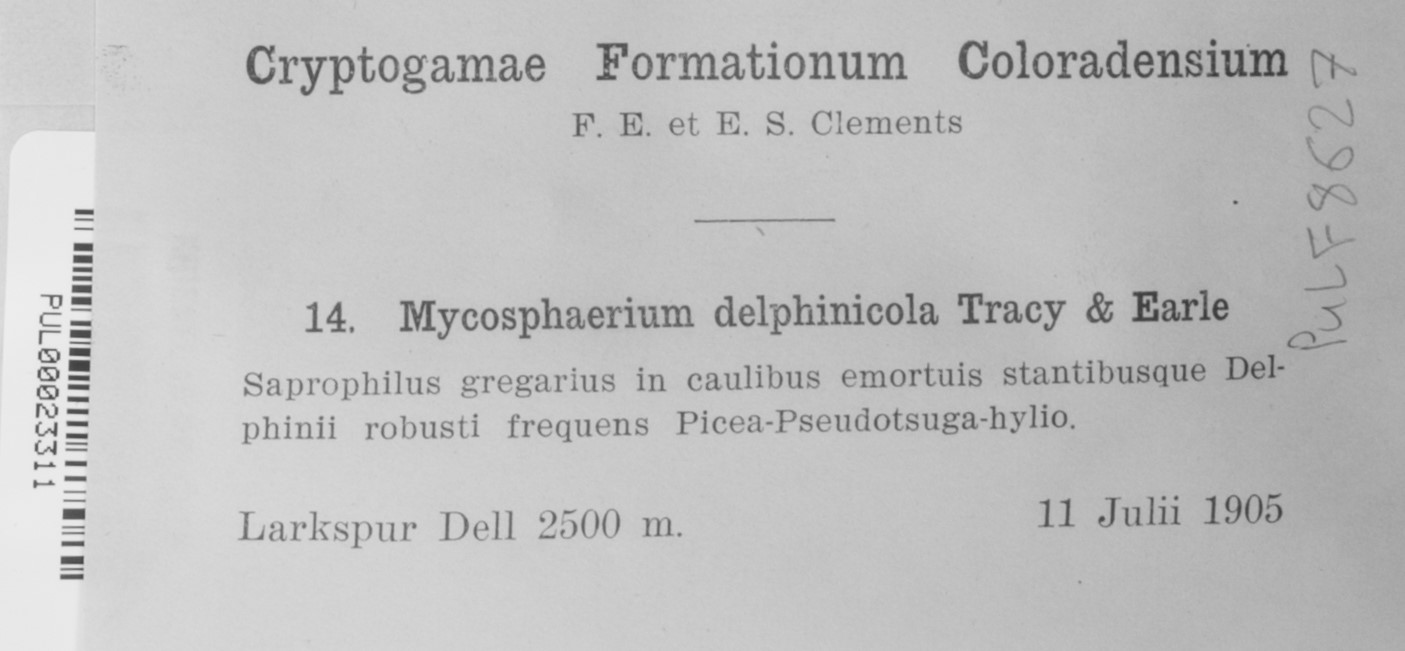 Cryptogamae Formationum Coloradensium
F. E. et E. S. Clements
14. Mycosphaerium delphinicola Tracy & Earle
Saprophilus gregarius in caulibus emortuis stantibusque Del-
phinii robusti frequens Picea-Pseudotsuga-hylio.
Larkspur Dell 2500 m.
11 Julii 1905
PUL F 8627
PUL00023311